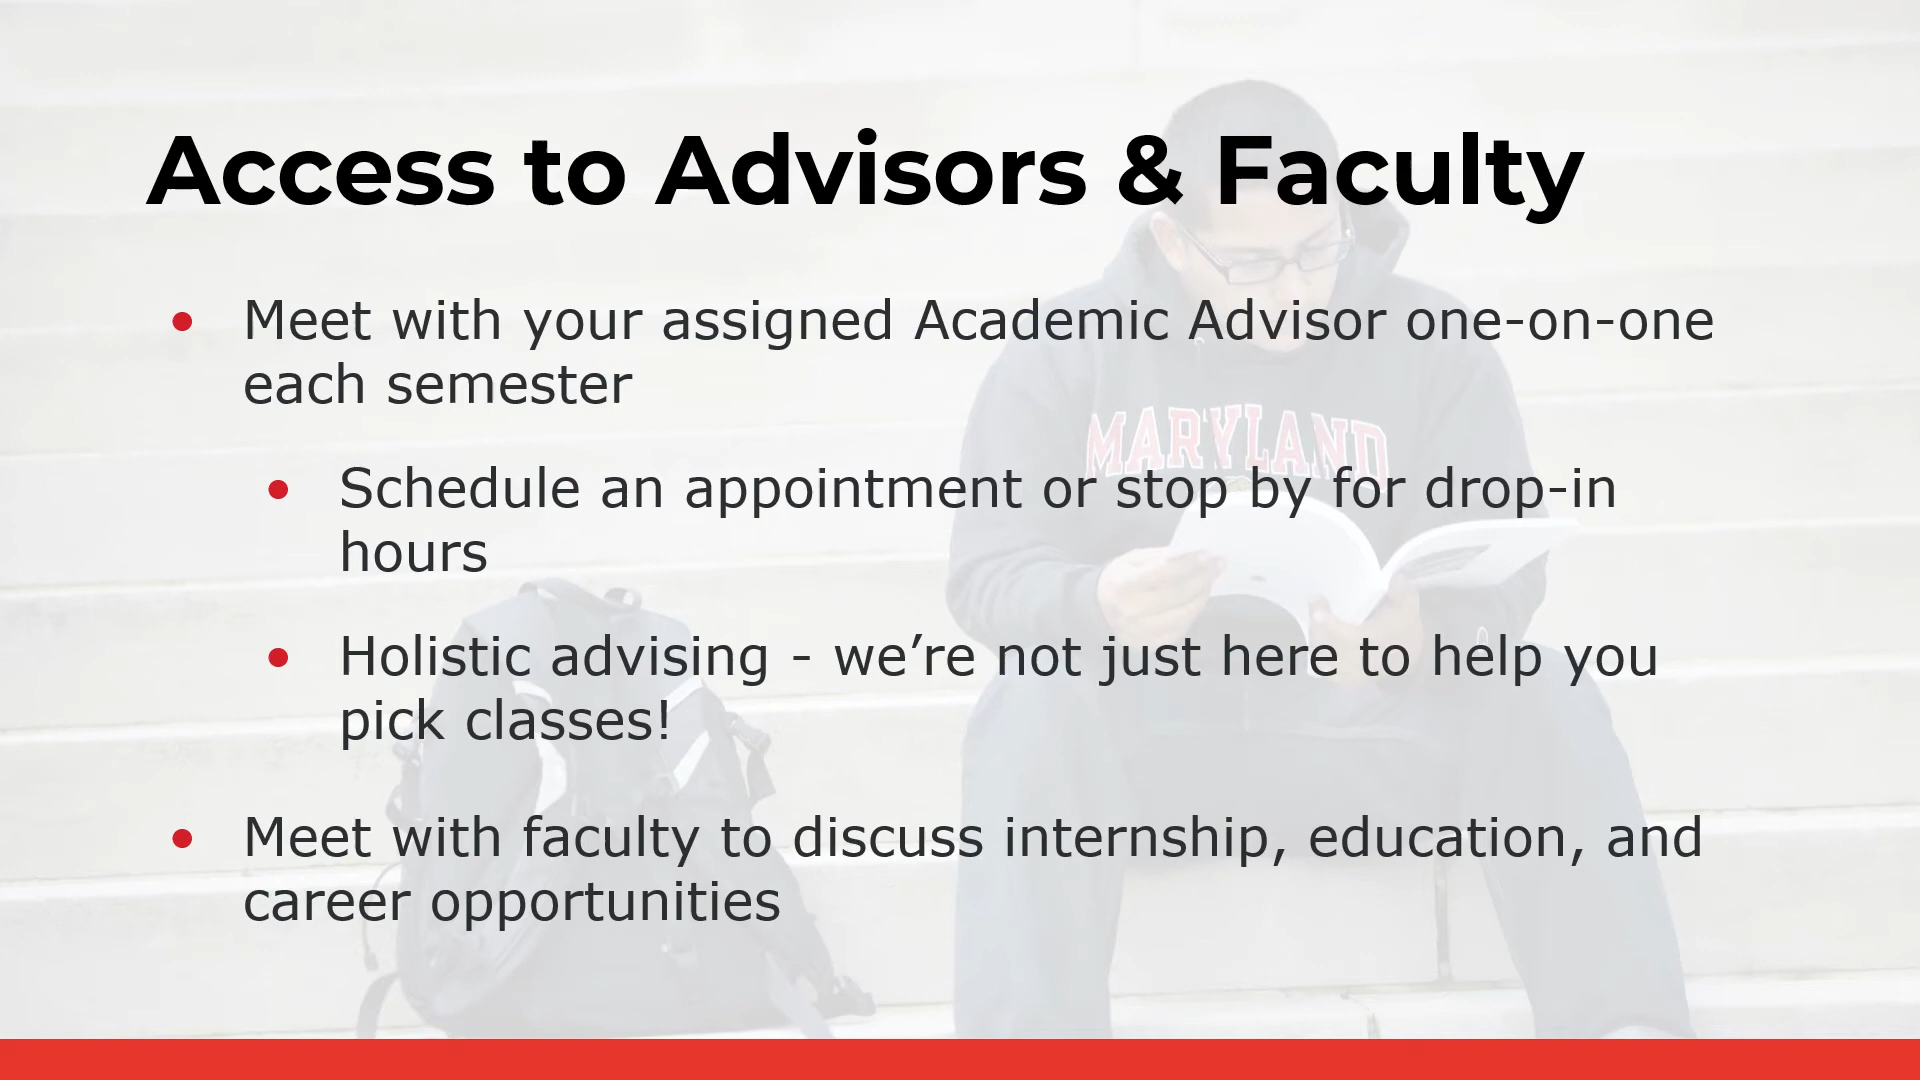 Access to Advisors & Faculty
• Meet with your assigned Academic Advisor one-on-one
each semester
• Schedule an appointment or stop by for drop-in
hours
• Holistic advising - we’re not just here to help you
pick classes!
• Meet with faculty to discuss internship, education, and
career opportunities
MARYLAND